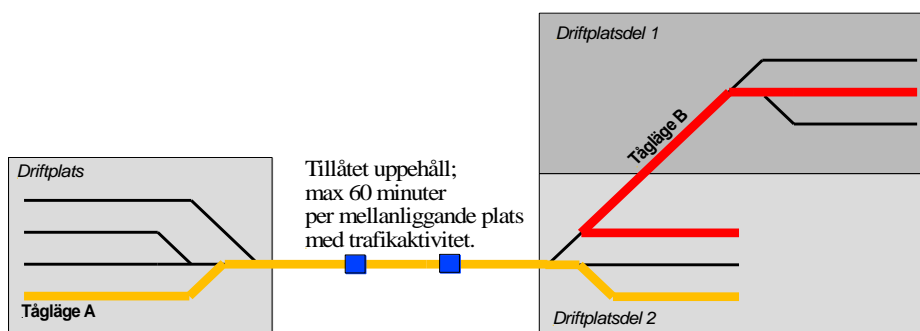 Driftplatsdel 1
Tågläge B
Driftplats
Tillåtet uppehåll;
max 60 minuter
per mellanliggande plats
med trafikaktivitet.
Tågläge A
Driftplatsdel 2